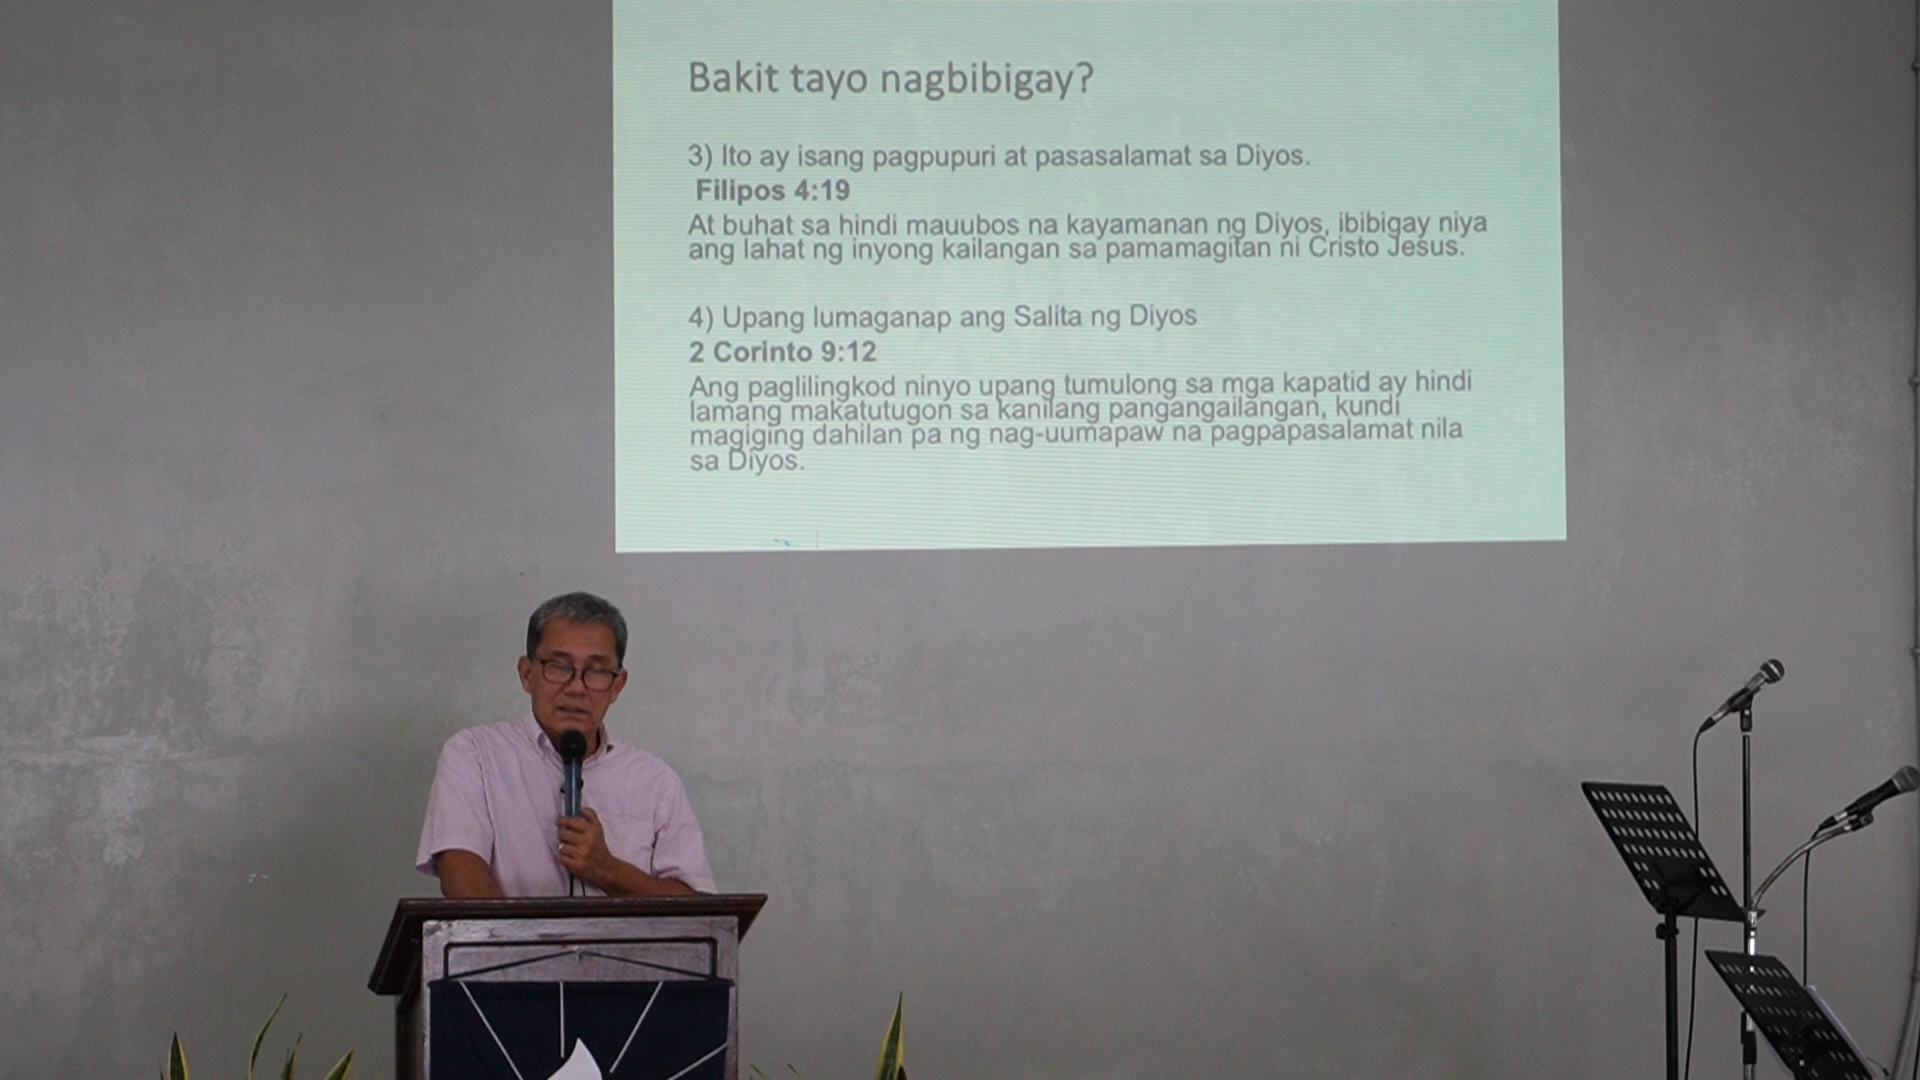 Bakit tayo nagbibigay?
3) Ito ay isang pagpupuri at pasasalamat sa Diyos.
Filipos 4:19
At buhat sa hindi mauubos na kayamanan ng Diyos, ibibigay niya
ang lahat ng inyong kailangan sa pamamagitan ni Cristo Jesus.
4) Upang lumaganap ang Salita ng Diyos
2 Corinto 9:12
Ang paglilingkod ninyo upang tumulong sa mga kapatid ay hindi
lamang makatutugon sa kanilang pangangailangan, kundi
magiging dahilan pa ng nag-uumapaw na pagpapasalamat nila
sa Diyos.